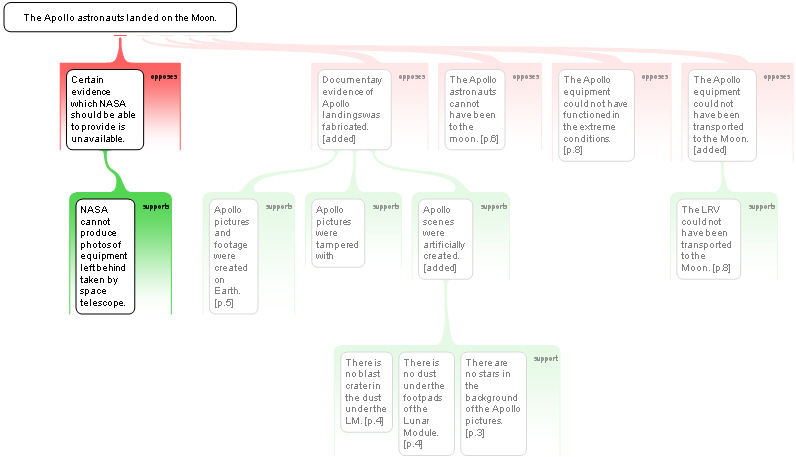 The Apollo astronauts landed on the Moon.
opposes
Certain
evidence
which NASA
should be able
to provide is
unavailable.
opposes
Documentary
evidence of
Apollo
landings was
fabricated.
[added]
opposes
The Apollo
astronauts
cannot
have been
to the
moon. [p.6]
opposes
The Apollo
equipment
could not have
functioned in
the extreme
conditions.
[p.8]
opposes
The Apollo
equipment
could not
have been
transported
to the Moon.
[added]
supports
NASA
cannot
produce
photos of
equipment
left behind
taken by
space
telescope.
supports
Apollo
pictures
and
footage
were
created
on
Earth.
[p.5]
supports
Apollo
pictures
were
tampered
with
supports
Apollo
scenes
were
artificially
created.
[added]
supports
The LRV
could not
have been
transported
to the
Moon. [p.8]
support
There is
no blast
crater in
the dust
under the
LM. [p.4]
There is
no dust
under the
footpads
of the
Lunar
Module.
[p.4]
There are
no stars in
the
background
of the Apollo
pictures.
[p.3]